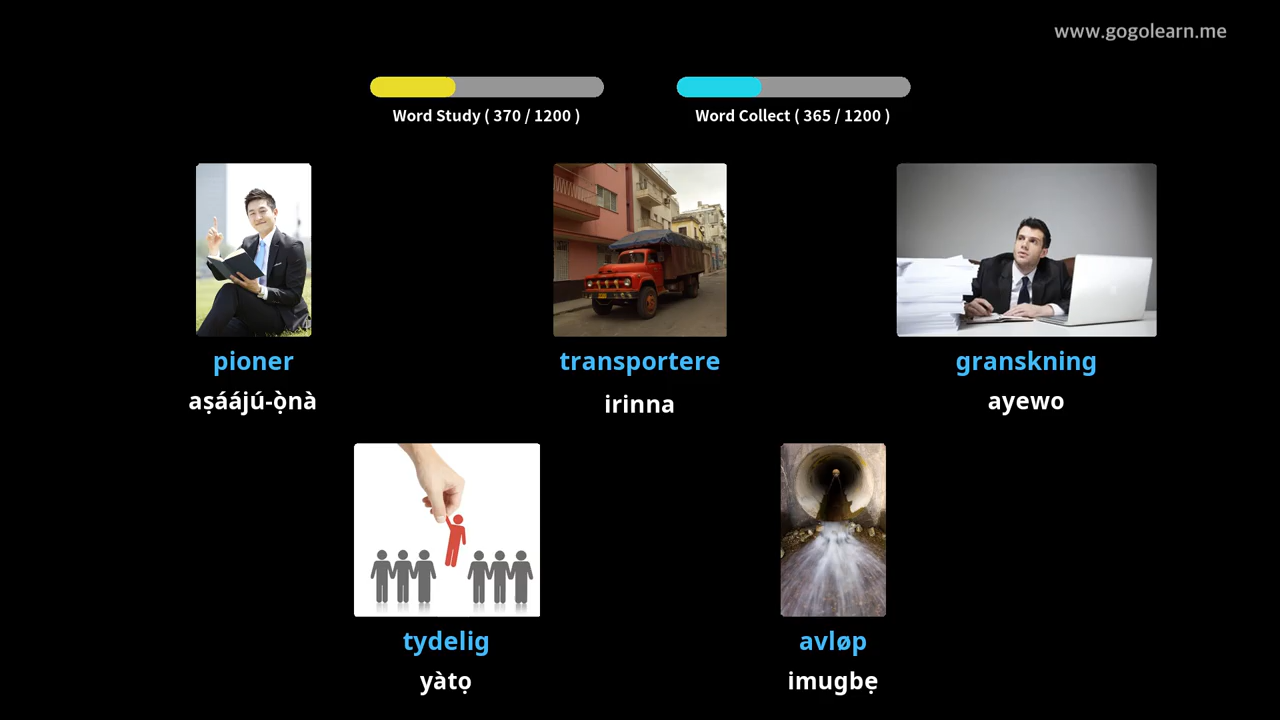 www.gogolearn.me
Word Study ( 370 / 1200 )
Word Collect ( 365 / 1200 )
pioner
aṣáájú-ọ̀nà
transportere
irinna
granskning
ayewo
tydelig
yàtọ
avløp
imugbẹ